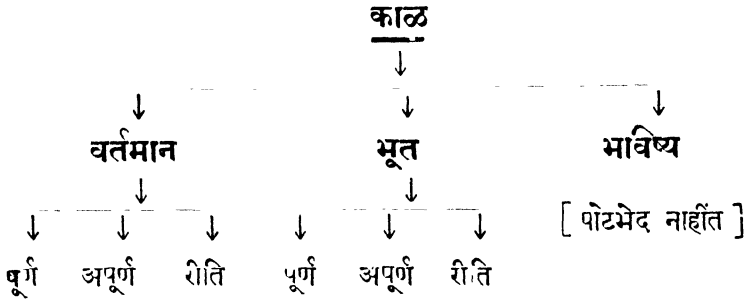 काळ
वर्तमान भूत भविष्य
[ पोटभेद नाहींत ]
पूर्ण अपूर्ण रीति पूर्ण अपूर्ण रीति